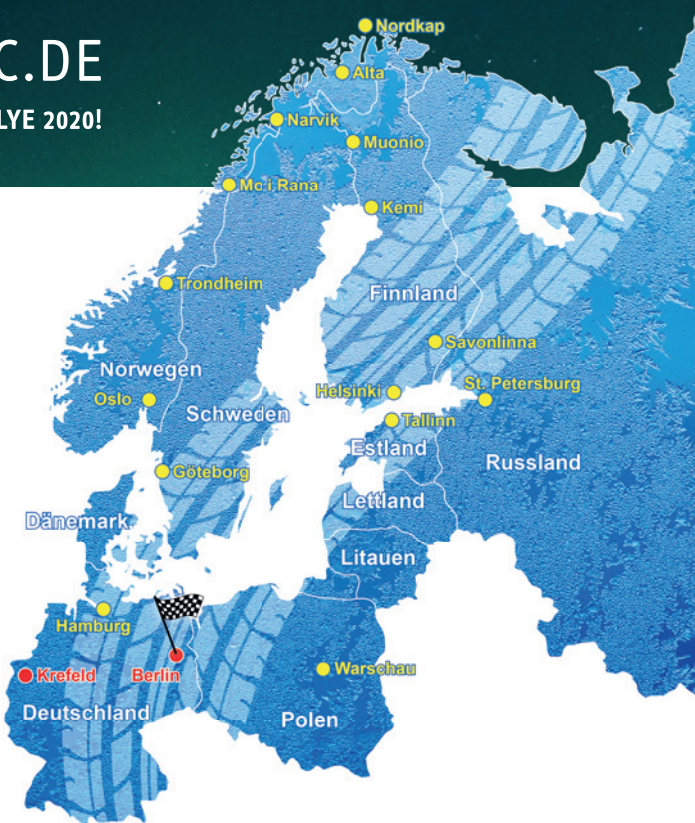 C.DE
LYE 2020!
Nordkap
Alta
Narvik
Muonio
Mo i Rana
Kemi
Trondheim
Finnland
Savonlinna
Norwegen
Helsinki
St. Petersburg
Oslo
Schweden
Tallinn
Estland
Russland
Göteborg
Lettland
Dänemark
Litauen
Hamburg
Krefeld
Berlin
Warschau
Deutschland
Polen